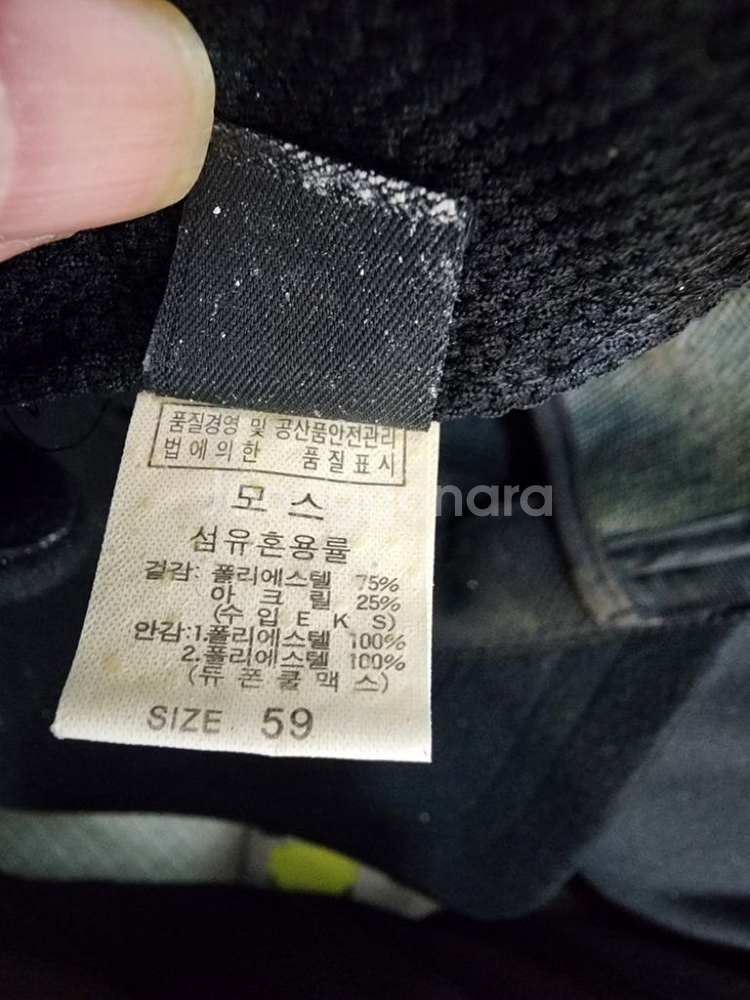 품질경영 및 공산품안전관리
법에의한 품질표시
모 스
섬유혼용률
겉감: 폴리에스텔 75%
아 크 릴 25%
(수 입 E K S)
안감:1.폴리에스텔 100%
2.폴리에스텔 100%
(듀 폰 쿨 맥 스)
SIZE 59
nara